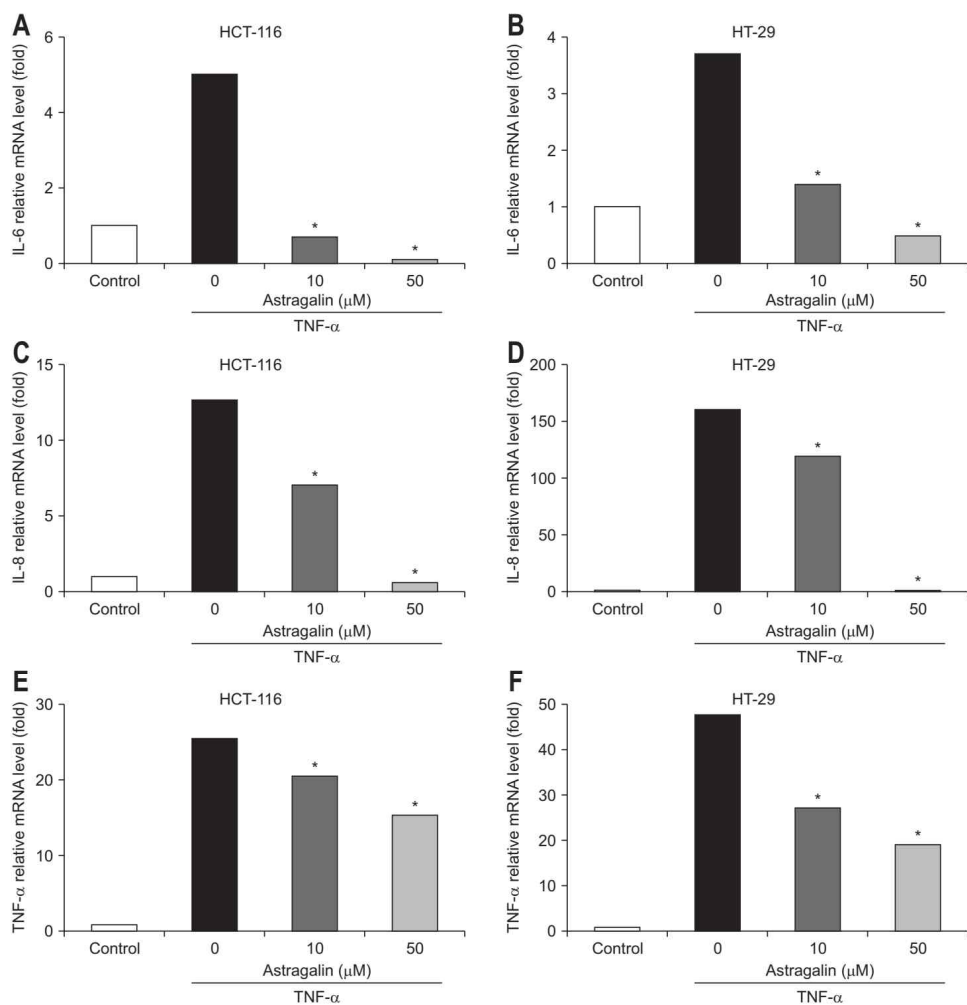 A
HCT-116
IL-6 relative mRNA level (fold)
6
4
2
0
*
*
Control
0
10
50
Astragalin (μM)
TNF-α
B
HT-29
IL-6 relative mRNA level (fold)
4
3
2
1
0
*
*
Control
0
10
50
Astragalin (μM)
TNF-α
C
HCT-116
IL-8 relative mRNA level (fold)
15
10
5
0
*
*
Control
0
10
50
Astragalin (μM)
TNF-α
D
HT-29
IL-8 relative mRNA level (fold)
200
150
100
50
0
*
*
Control
0
10
50
Astragalin (μM)
TNF-α
E
HCT-116
TNF-α relative mRNA level (fold)
30
20
10
0
*
*
Control
0
10
50
Astragalin (μM)
TNF-α
F
HT-29
TNF-α relative mRNA level (fold)
50
40
30
20
10
0
*
*
Control
0
10
50
Astragalin (μM)
TNF-α